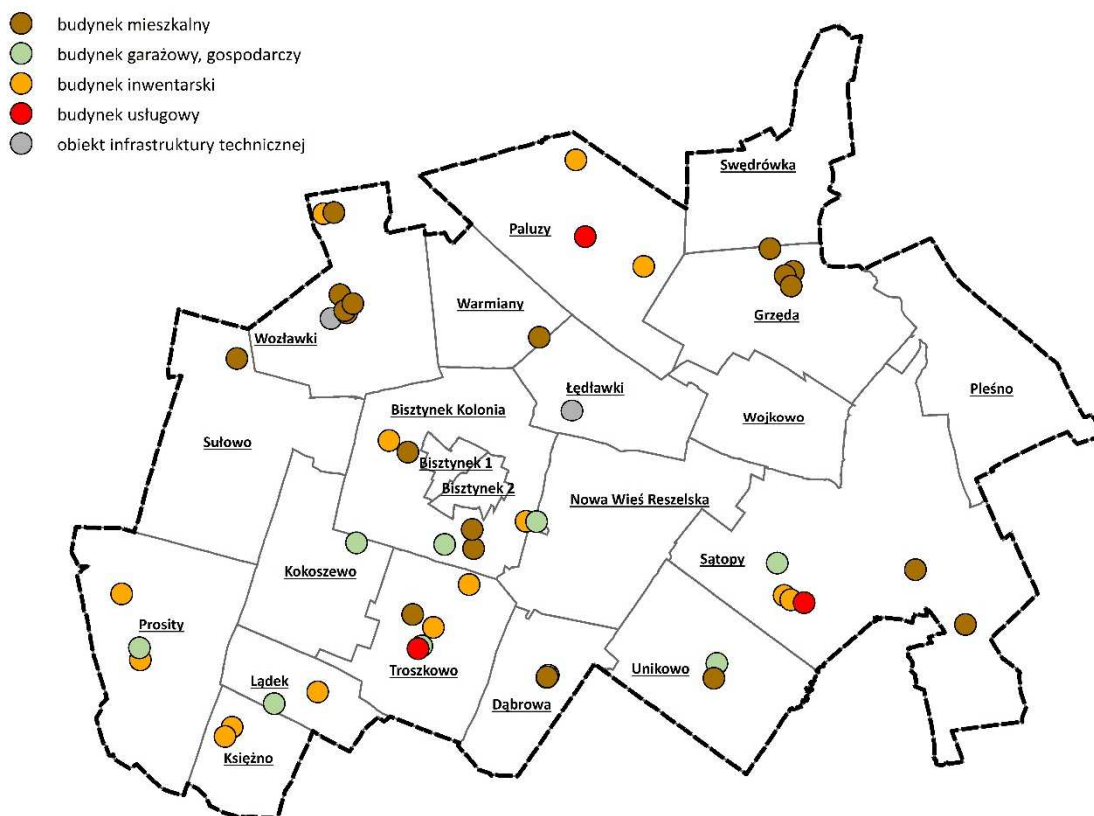 budynek mieszkalny
budynek garażowy, gospodarczy
budynek inwentarski
budynek usługowy
obiekt infrastruktury technicznej
Swędrówka
Paluzy
Warmiany
Grzęda
Wozławki
Łędławki
Pleśno
Bisztynek Kolonia
Wojkowo
Sułowo
Bisztynek 1
Bisztynek 2
Nowa Wieś Reszelska
Sątopy
Kokoszewo
Prosity
Troszkowo
Unikowo
Lądek
Dąbrowa
Księżno